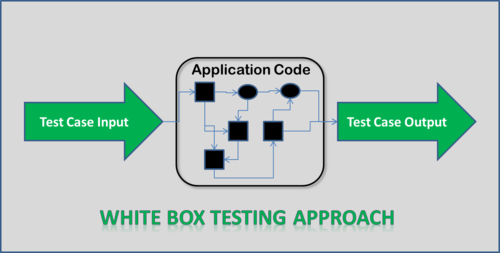 Application Code
Test Case Input
Test Case Output
WHITE BOX TESTING APPROACH